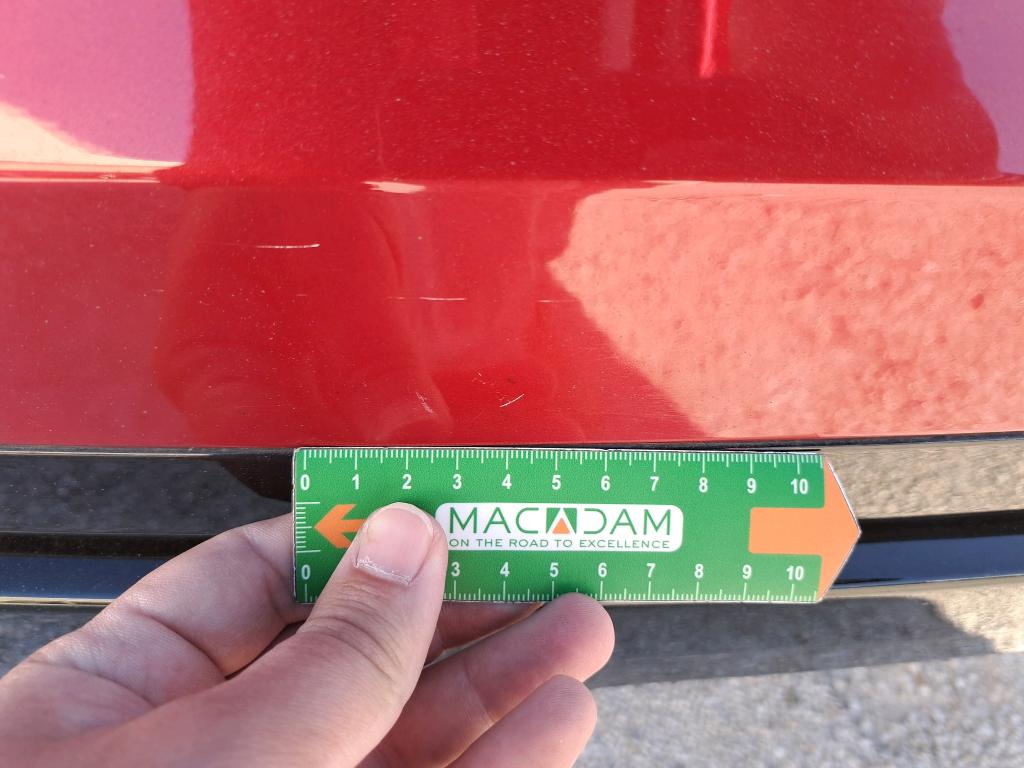 0 1 2 3 4 5 6 7 8 9 10
MACADAM
ON THE ROAD TO EXCELLENCE
0 3 4 5 6 7 8 9 10